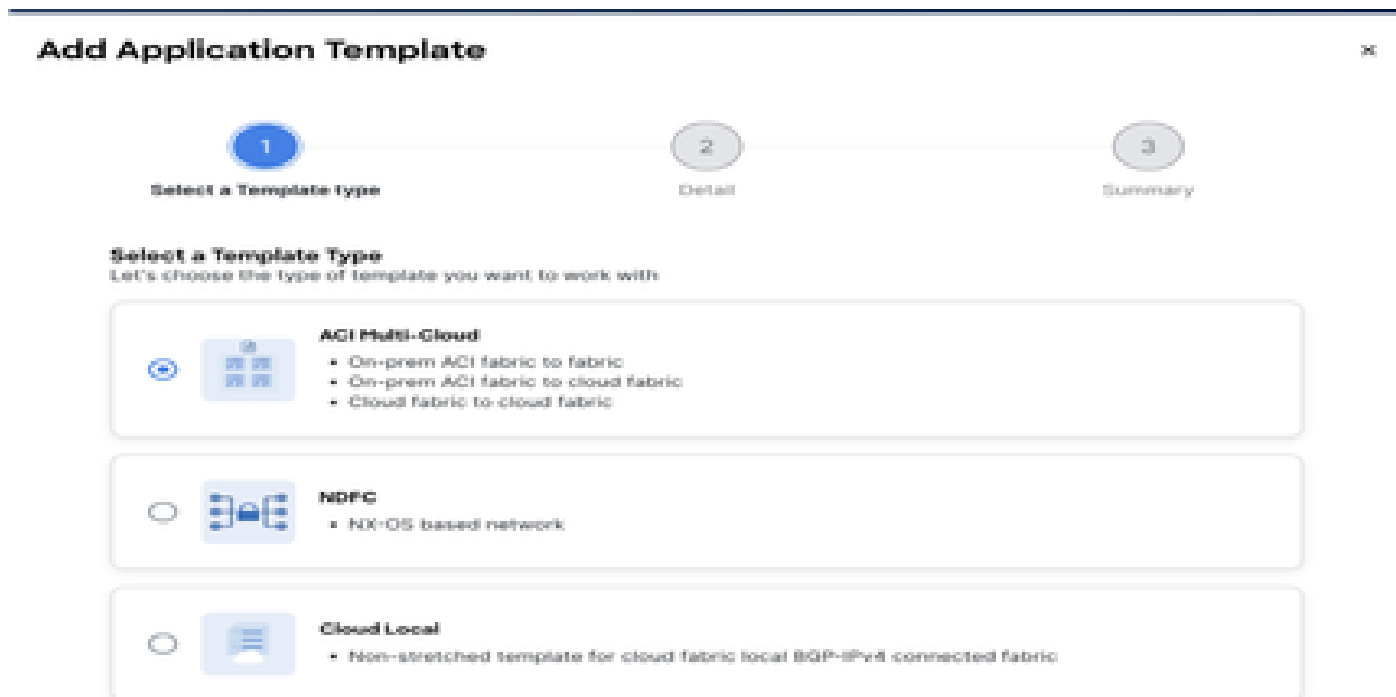 Add Application Template
×
1
2
3
Select a Template type
Detail
Summary
Select a Template Type
Let's choose the type of template you want to work with
ACI Multi-Cloud
• On-prem ACI fabric to fabric
• On-prem ACI fabric to cloud fabric
• Cloud fabric to cloud fabric
NDFC
• NX-OS based network
Cloud Local
• Non-stretched template for cloud fabric local BGP-IPv4 connected fabric